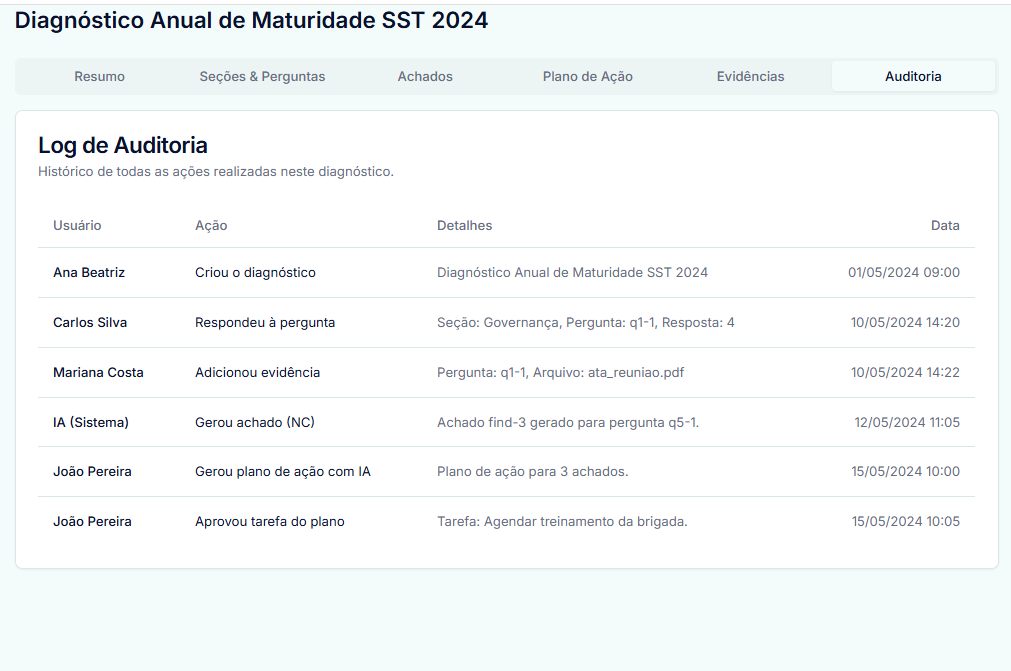 Diagnóstico Anual de Maturidade SST 2024
Resumo Seções & Perguntas Achados Plano de Ação Evidências Auditoria
Log de Auditoria
Histórico de todas as ações realizadas neste diagnóstico.
Usuário Ação Detalhes Data
Ana Beatriz Criou o diagnóstico Diagnóstico Anual de Maturidade SST 2024 01/05/2024 09:00
Carlos Silva Respondeu à pergunta Seção: Governança, Pergunta: q1-1, Resposta: 4 10/05/2024 14:20
Mariana Costa Adicionou evidência Pergunta: q1-1, Arquivo: ata_reuniao.pdf 10/05/2024 14:22
IA (Sistema) Gerou achado (NC) Achado find-3 gerado para pergunta q5-1. 12/05/2024 11:05
João Pereira Gerou plano de ação com IA Plano de ação para 3 achados. 15/05/2024 10:00
João Pereira Aprovou tarefa do plano Tarefa: Agendar treinamento da brigada. 15/05/2024 10:05